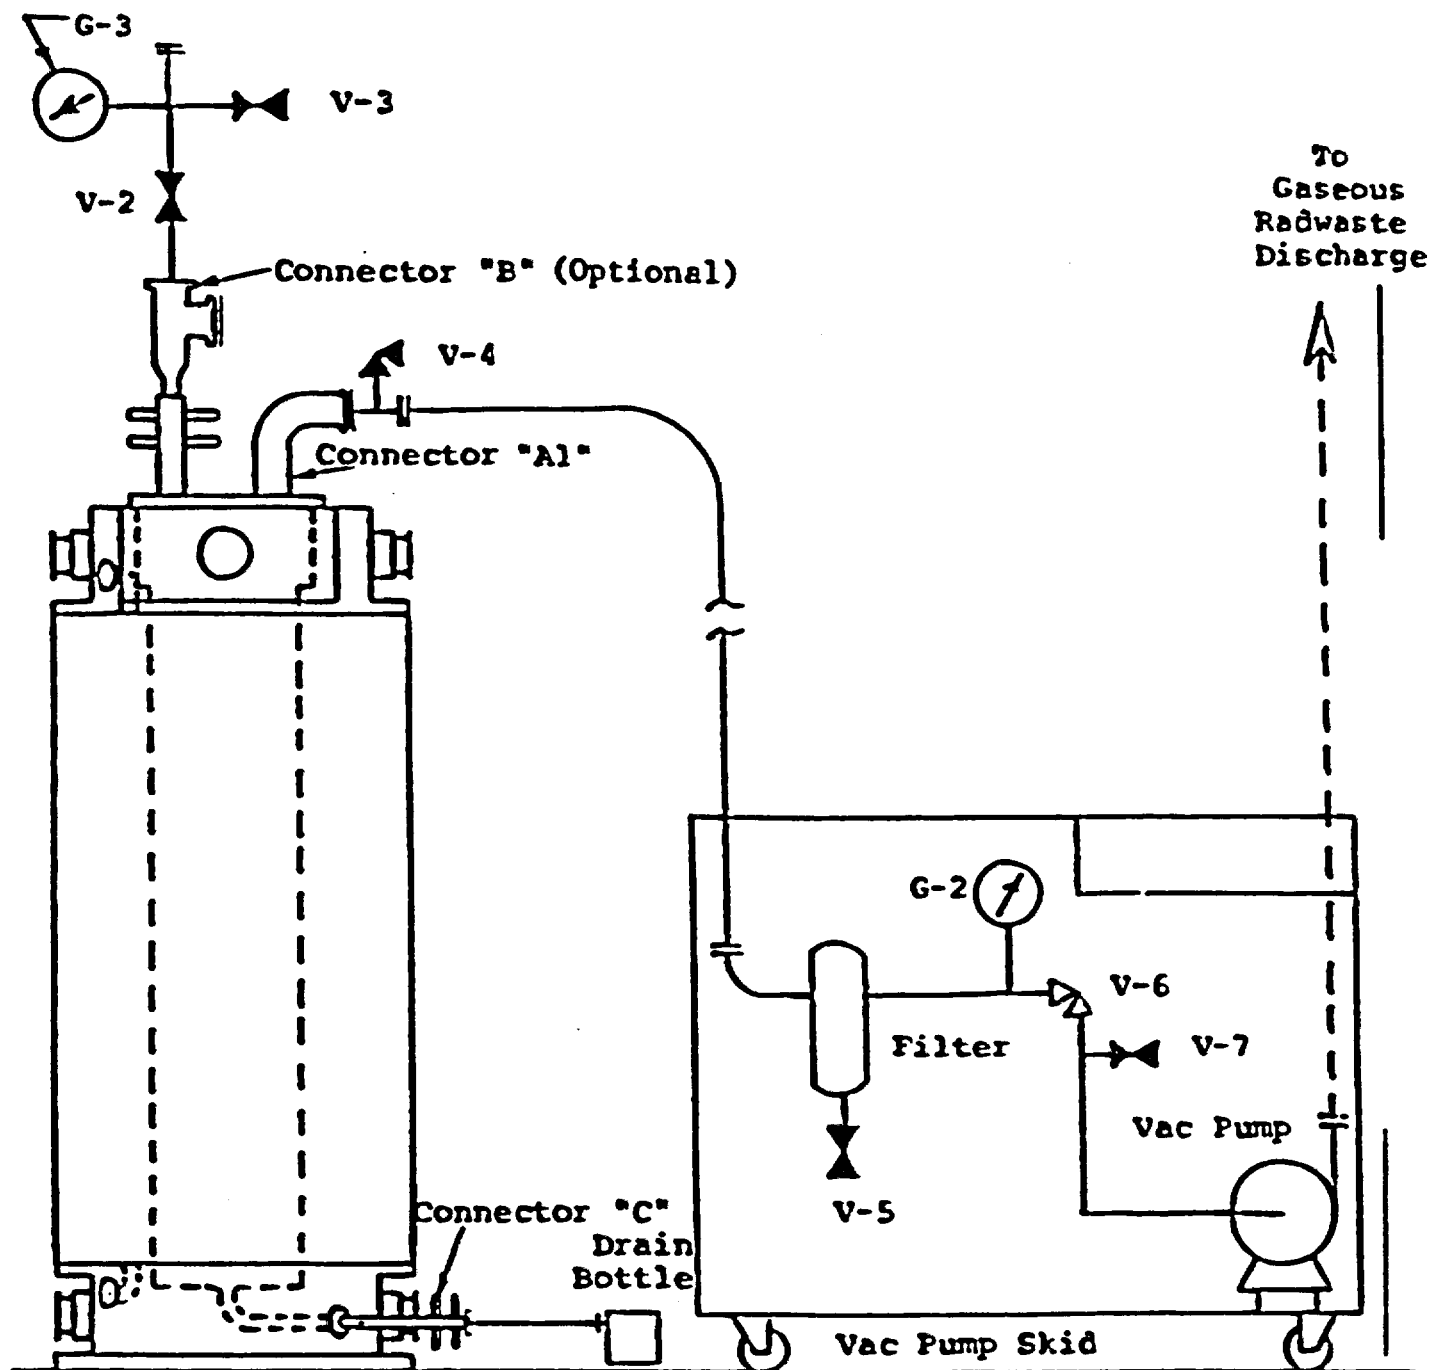 G-3
V-3
V-2
Connector "B" (Optional)
V-4
Connector "A1"
To
Gaseous
Radwaste
Discharge
G-2
V-6
Filter
V-7
Vac Pump
V-5
Connector "C"
Drain
Bottle
Vac Pump Skid